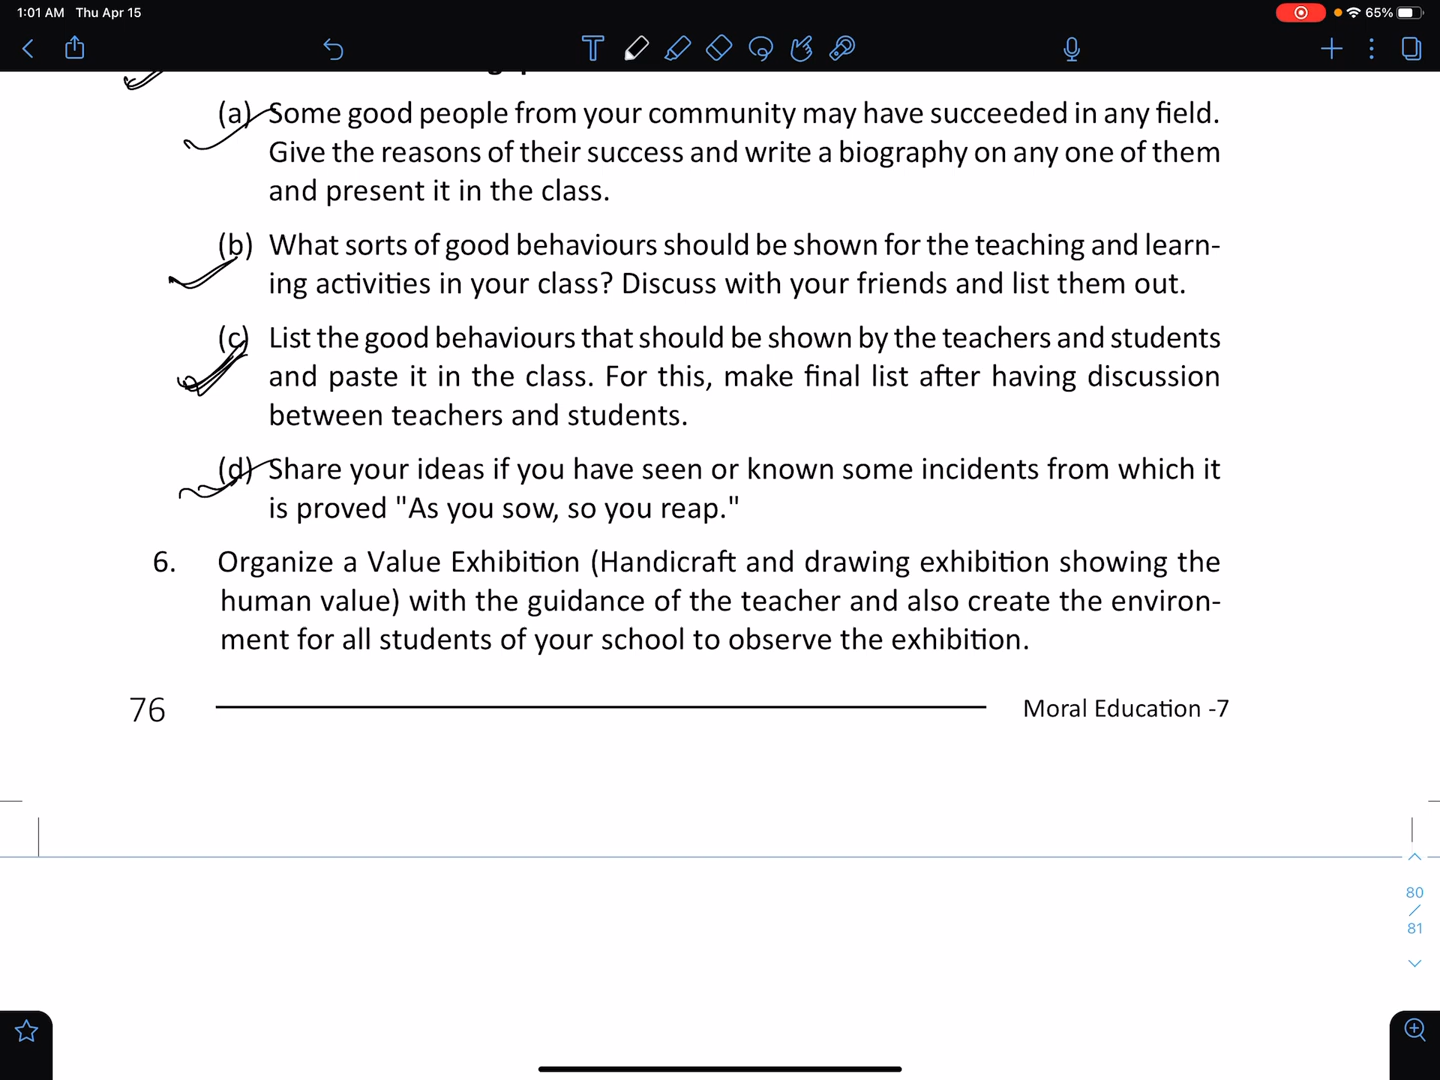 1:01 AM Thu Apr 15
65%
(a) Some good people from your community may have succeeded in any field.
Give the reasons of their success and write a biography on any one of them
and present it in the class.
(b) What sorts of good behaviours should be shown for the teaching and learn-
ing activities in your class? Discuss with your friends and list them out.
(c) List the good behaviours that should be shown by the teachers and students
and paste it in the class. For this, make final list after having discussion
between teachers and students.
(d) Share your ideas if you have seen or known some incidents from which it
is proved "As you sow, so you reap."
6. Organize a Value Exhibition (Handicraft and drawing exhibition showing the
human value) with the guidance of the teacher and also create the environ-
ment for all students of your school to observe the exhibition.
76 Moral Education -7
80
/
81